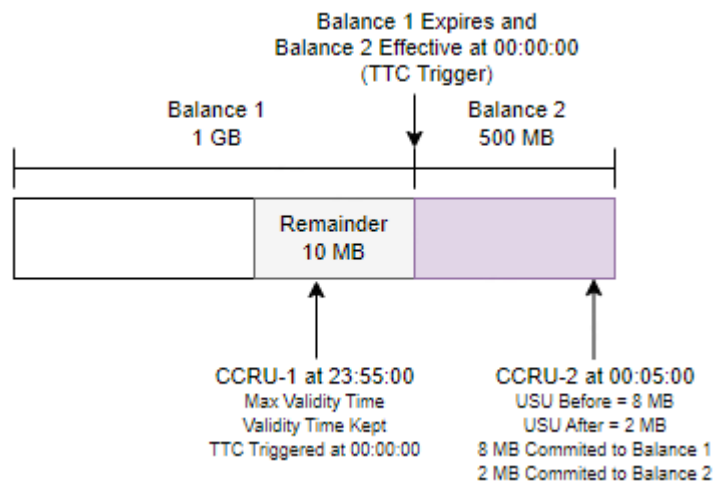 Balance 1 Expires and
Balance 2 Effective at 00:00:00
(TTC Trigger)
Balance 1
1 GB
Balance 2
500 MB
Remainder
10 MB
CCRU-1 at 23:55:00
Max Validity Time
Validity Time Kept
TTC Triggered at 00:00:00
CCRU-2 at 00:05:00
USU Before = 8 MB
USU After = 2 MB
8 MB Commited to Balance 1
2 MB Commited to Balance 2